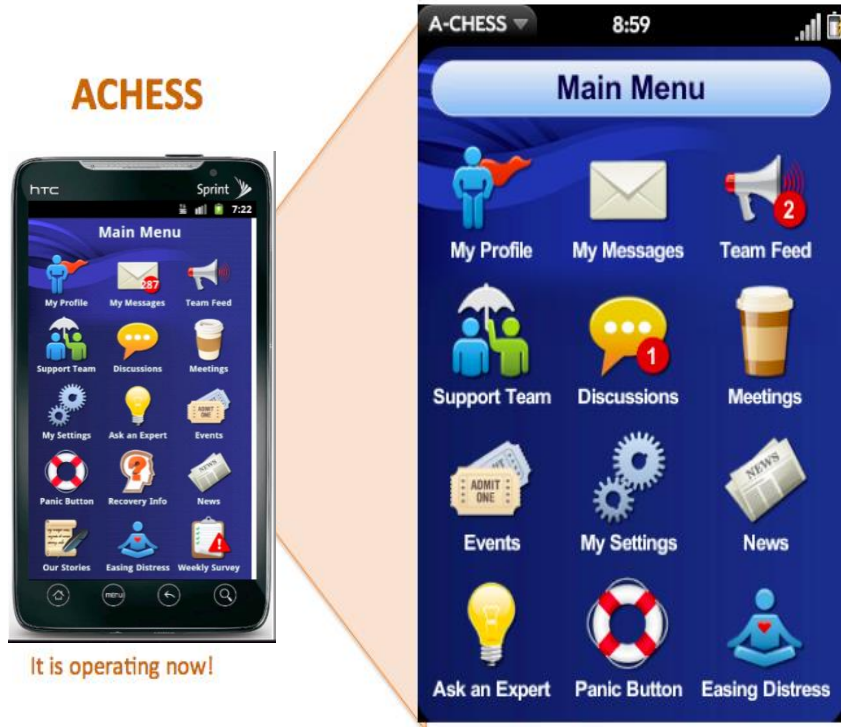 ACHESS
hTC
Sprint
7:22
Main Menu
287
My Profile My Messages Team Feed
Support Team Discussions Meetings
ADMIT
ONE
My Settings Ask an Expert Events
NEWS
Panic Button Recovery Info News
Our Stories Easing Distress Weekly Survey
MENU
It is operating now!
A-CHESS 8:59
Main Menu
2
My Profile My Messages Team Feed
1
Support Team Discussions Meetings
ADMIT
ONE
NEWS
Events My Settings News
Ask an Expert Panic Button Easing Distress